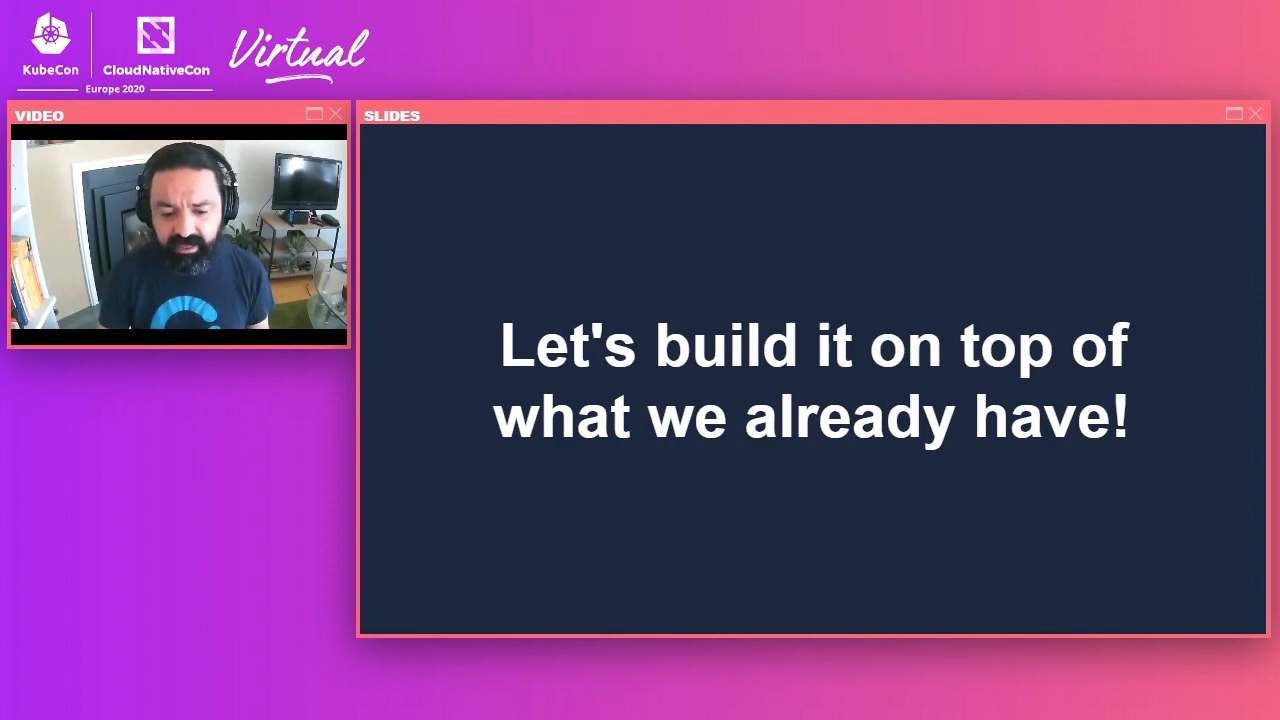 KubeCon
CloudNativeCon
Europe 2020
Virtual
VIDEO
SLIDES
Let's build it on top of
what we already have!